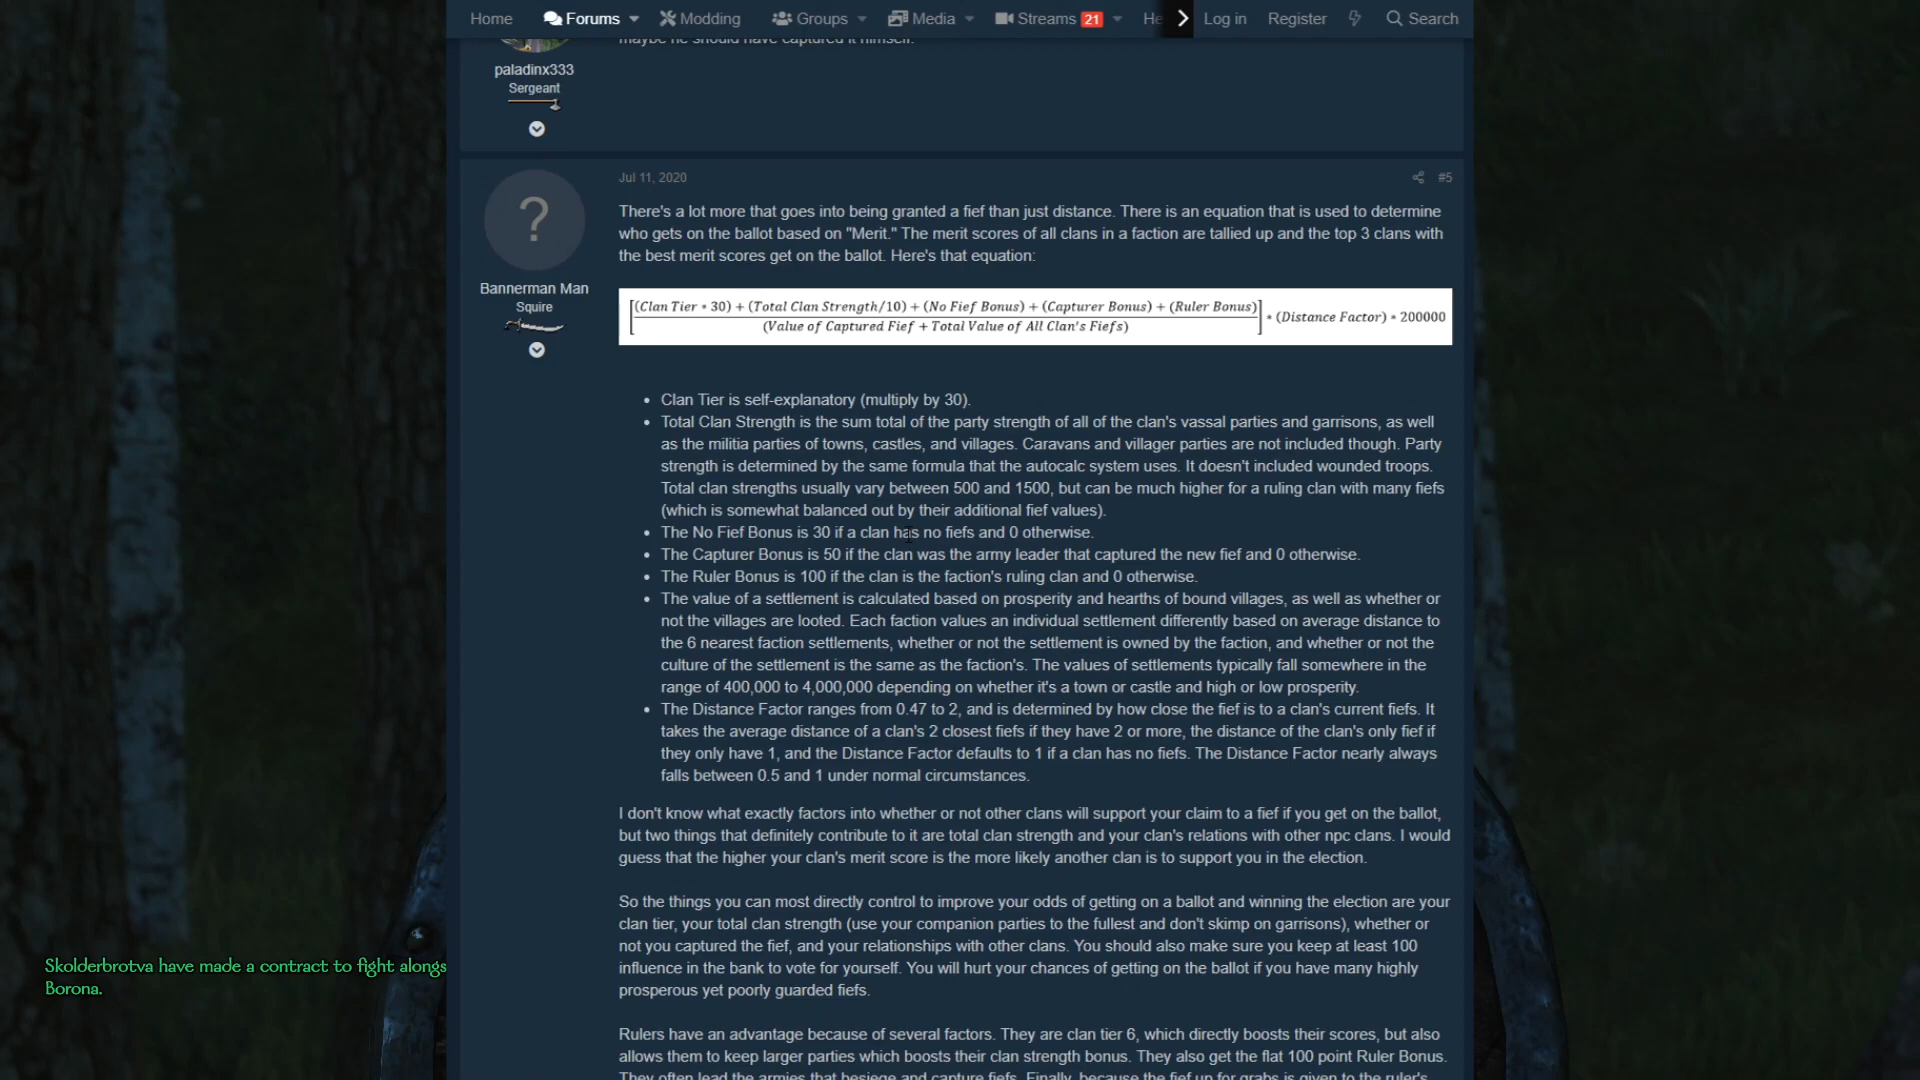 Home Forums Modding Groups Media Streams 21 He Log in Register Search
maybe he should have captured it himself.
paladinx333
Sergeant
Jul 11, 2020 #5
?
There's a lot more that goes into being granted a fief than just distance. There is an equation that is used to determine
who gets on the ballot based on "Merit." The merit scores of all clans in a faction are tallied up and the top 3 clans with
the best merit scores get on the ballot. Here's that equation:
Bannerman Man
Squire
[(Clan Tier * 30) + (Total Clan Strength/10) + (No Fief Bonus) + (Capturer Bonus) + (Ruler Bonus)
(Value of Captured Fief + Total Value of All Clan's Fiefs)] * (Distance Factor) * 200000
• Clan Tier is self-explanatory (multiply by 30).
• Total Clan Strength is the sum total of the party strength of all of the clan's vassal parties and garrisons, as well
as the militia parties of towns, castles, and villages. Caravans and villager parties are not included though. Party
strength is determined by the same formula that the autocalc system uses. It doesn't included wounded troops.
Total clan strengths usually vary between 500 and 1500, but can be much higher for a ruling clan with many fiefs
(which is somewhat balanced out by their additional fief values).
• The No Fief Bonus is 30 if a clan has no fiefs and 0 otherwise.
• The Capturer Bonus is 50 if the clan was the army leader that captured the new fief and 0 otherwise.
• The Ruler Bonus is 100 if the clan is the faction's ruling clan and 0 otherwise.
• The value of a settlement is calculated based on prosperity and hearths of bound villages, as well as whether or
not the villages are looted. Each faction values an individual settlement differently based on average distance to
the 6 nearest faction settlements, whether or not the settlement is owned by the faction, and whether or not the
culture of the settlement is the same as the faction's. The values of settlements typically fall somewhere in the
range of 400,000 to 4,000,000 depending on whether it's a town or castle and high or low prosperity.
• The Distance Factor ranges from 0.47 to 2, and is determined by how close the fief is to a clan's current fiefs. It
takes the average distance of a clan's 2 closest fiefs if they have 2 or more, the distance of the clan's only fief if
they only have 1, and the Distance Factor defaults to 1 if a clan has no fiefs. The Distance Factor nearly always
falls between 0.5 and 1 under normal circumstances.
I don't know what exactly factors into whether or not other clans will support your claim to a fief if you get on the ballot,
but two things that definitely contribute to it are total clan strength and your clan's relations with other npc clans. I would
guess that the higher your clan's merit score is the more likely another clan is to support you in the election.
So the things you can most directly control to improve your odds of getting on a ballot and winning the election are your
clan tier, your total clan strength (use your companion parties to the fullest and don't skimp on garrisons), whether or
not you captured the fief, and your relationships with other clans. You should also make sure you keep at least 100
influence in the bank to vote for yourself. You will hurt your chances of getting on the ballot if you have many highly
prosperous yet poorly guarded fiefs.
Rulers have an advantage because of several factors. They are clan tier 6, which directly boosts their scores, but also
allows them to keep larger parties which boosts their clan strength bonus. They also get the flat 100 point Ruler Bonus.
They often lead the armies that besiege and capture fiefs. Finally, because the fief up for grabs is given to the ruler's
Skolderbrotva have made a contract to fight alongs
Borona.